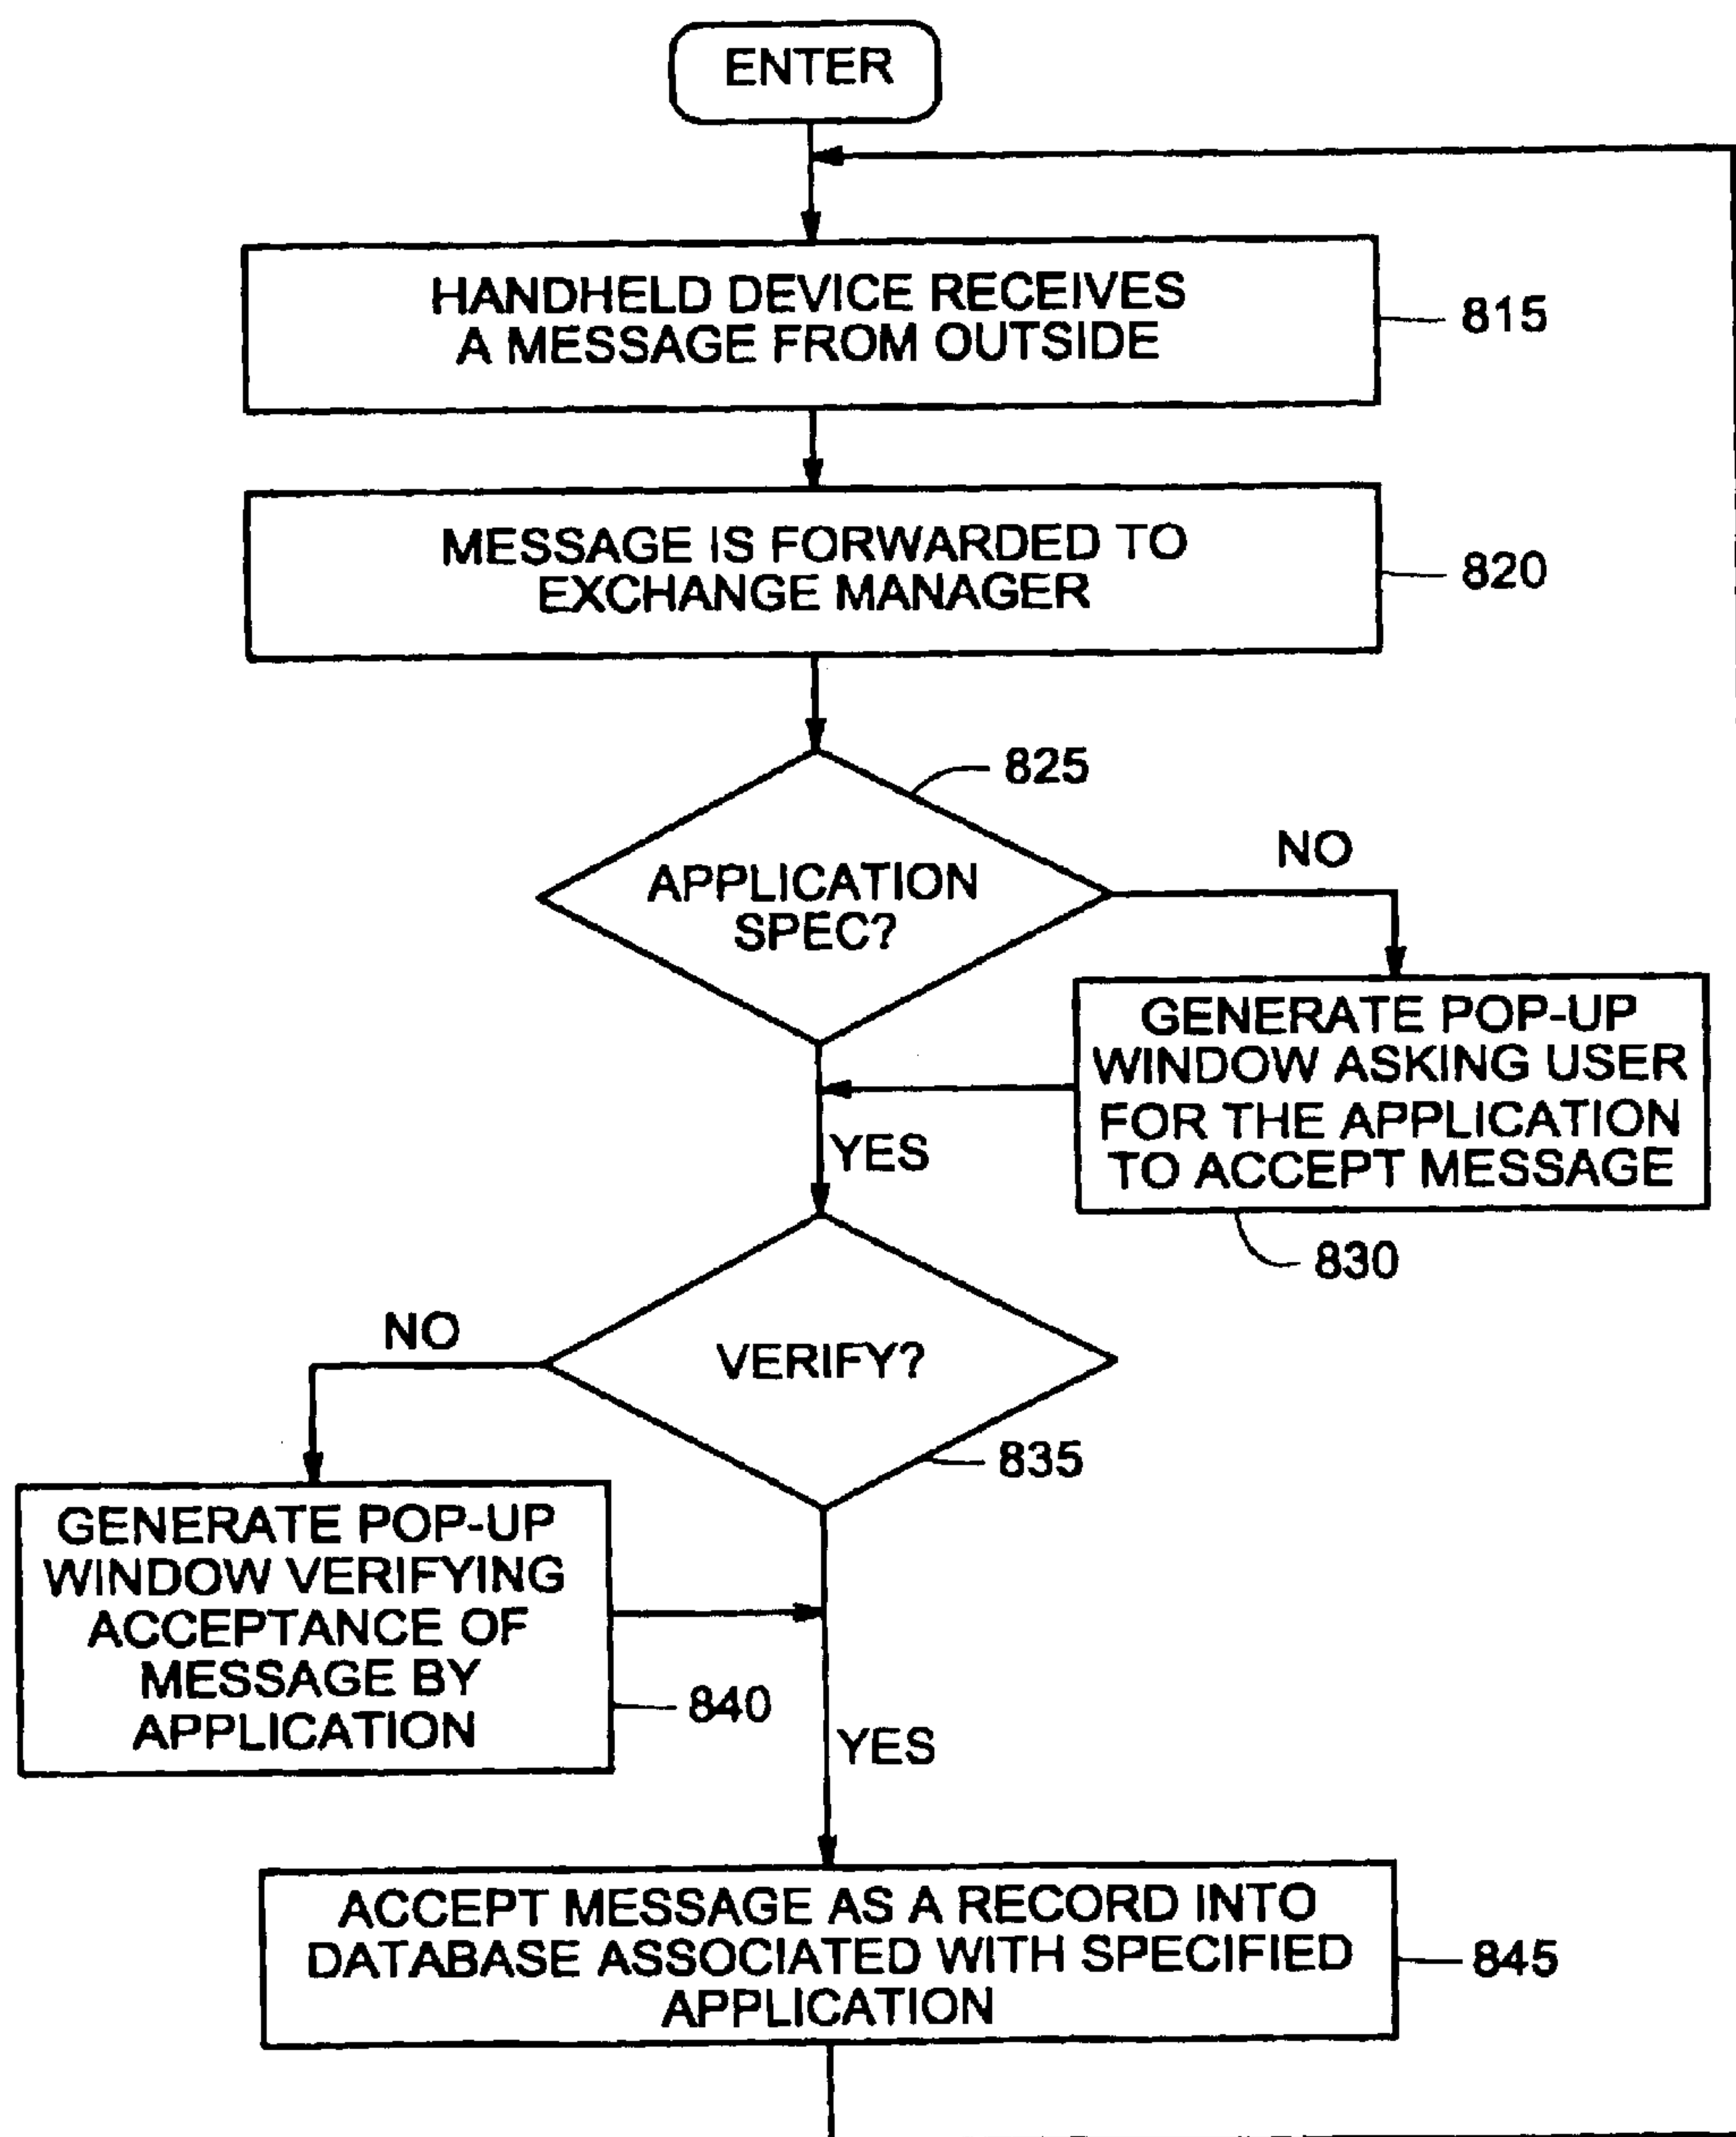 ENTER
HANDHELD DEVICE RECEIVES
A MESSAGE FROM OUTSIDE
815
MESSAGE IS FORWARDED TO
EXCHANGE MANAGER
820
825
APPLICATION
SPEC?
NO
GENERATE POP-UP
WINDOW ASKING USER
FOR THE APPLICATION
TO ACCEPT MESSAGE
830
YES
VERIFY?
835
NO
GENERATE POP-UP
WINDOW VERIFYING
ACCEPTANCE OF
MESSAGE BY
APPLICATION
840
YES
ACCEPT MESSAGE AS A RECORD INTO
DATABASE ASSOCIATED WITH SPECIFIED
APPLICATION
845